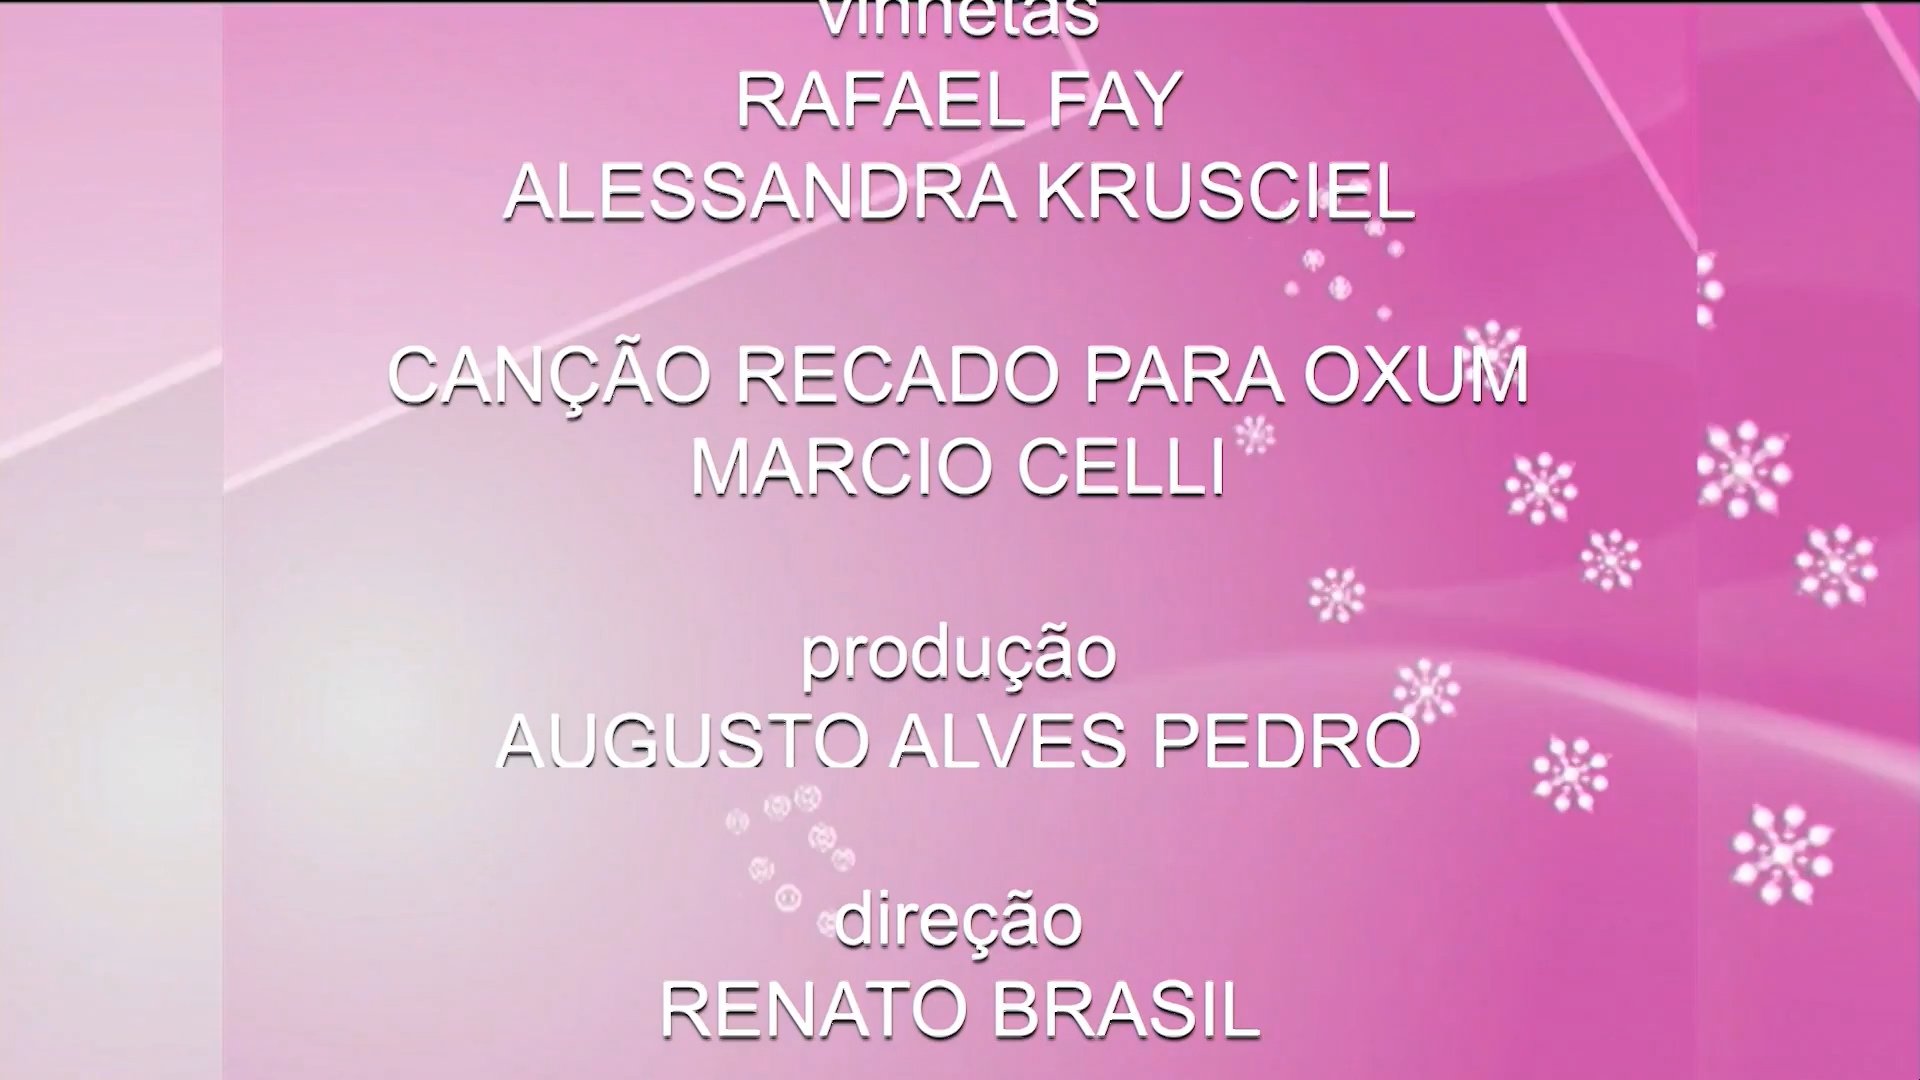 vinhetas
RAFAEL FAY
ALESSANDRA KRUSCIEL
CANÇÃO RECADO PARA OXUM
MARCIO CELLI
produção
AUGUSTO ALVES PEDRO
direção
RENATO BRASIL